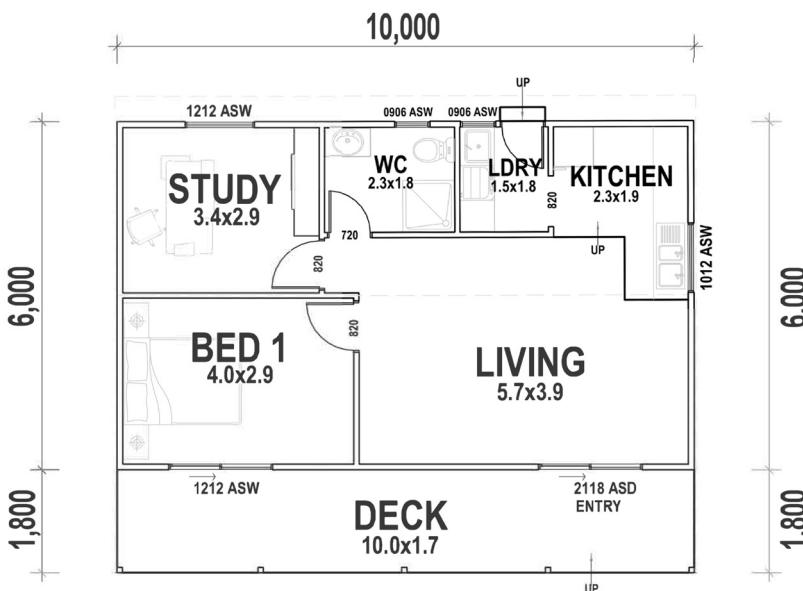 10,000
UP
1212 ASW
0906 ASW
0906 ASW
STUDY
3.4x2.9
WC
2.3x1.8
LDRY
1.5x1.8
KITCHEN
2.3x1.9
820
720
UP
820
1012 ASW
6,000
6,000
820
BED 1
4.0x2.9
LIVING
5.7x3.9
1212 ASW
2118 ASD
ENTRY
1,800
1,800
DECK
10.0x1.7
UP